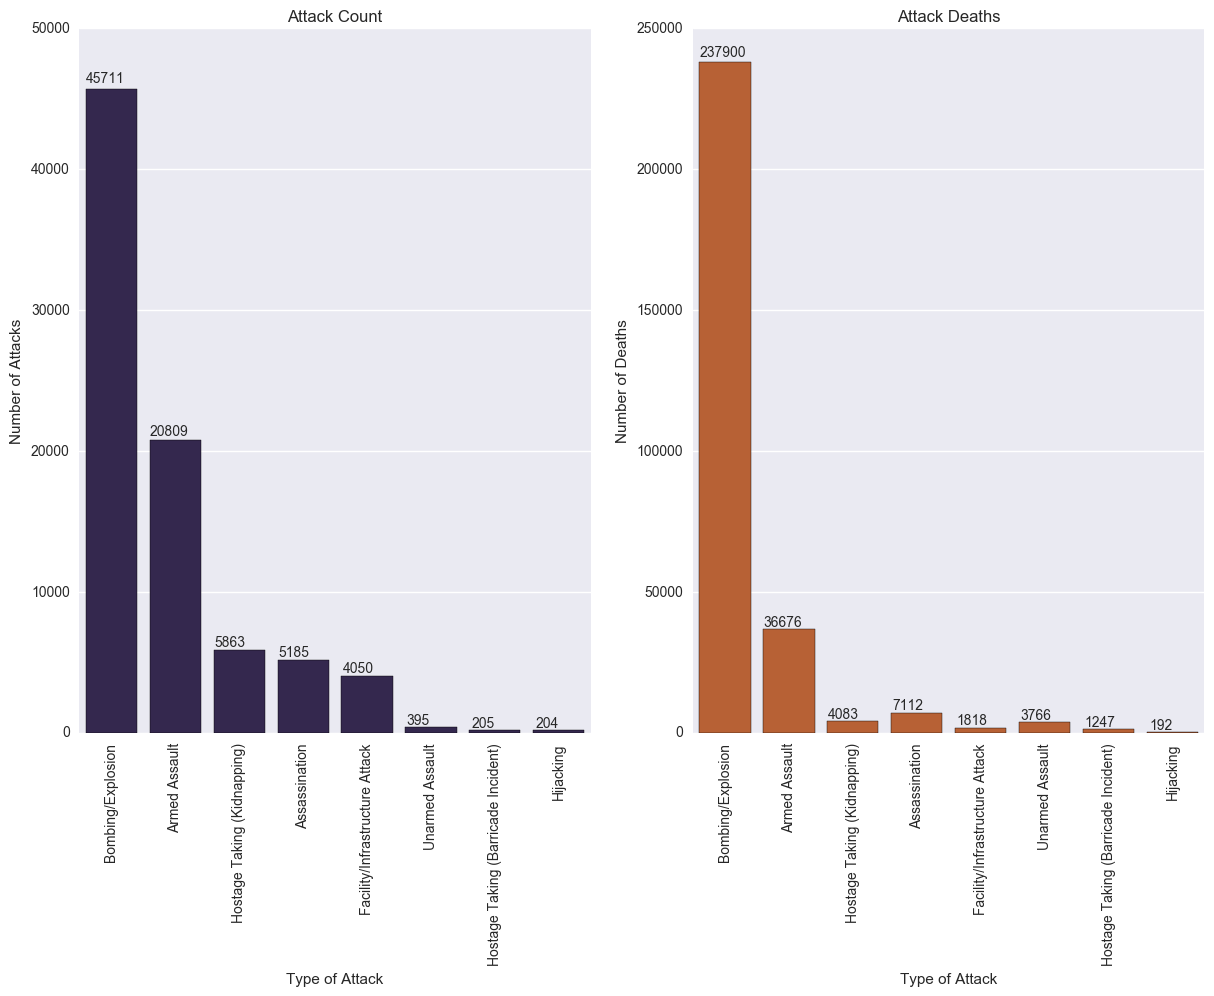 Attack Count
50000
40000
30000
20000
10000
0
Number of Attacks
45711
20809
5863
5185
4050
395
205
204
Bombing/Explosion
Armed Assault
Hostage Taking (Kidnapping)
Assassination
Facility/Infrastructure Attack
Unarmed Assault
Hostage Taking (Barricade Incident)
Hijacking
Type of Attack
Attack Deaths
250000
200000
150000
100000
50000
0
Number of Deaths
237900
36676
4083
7112
1818
3766
1247
192
Bombing/Explosion
Armed Assault
Hostage Taking (Kidnapping)
Assassination
Facility/Infrastructure Attack
Unarmed Assault
Hostage Taking (Barricade Incident)
Hijacking
Type of Attack